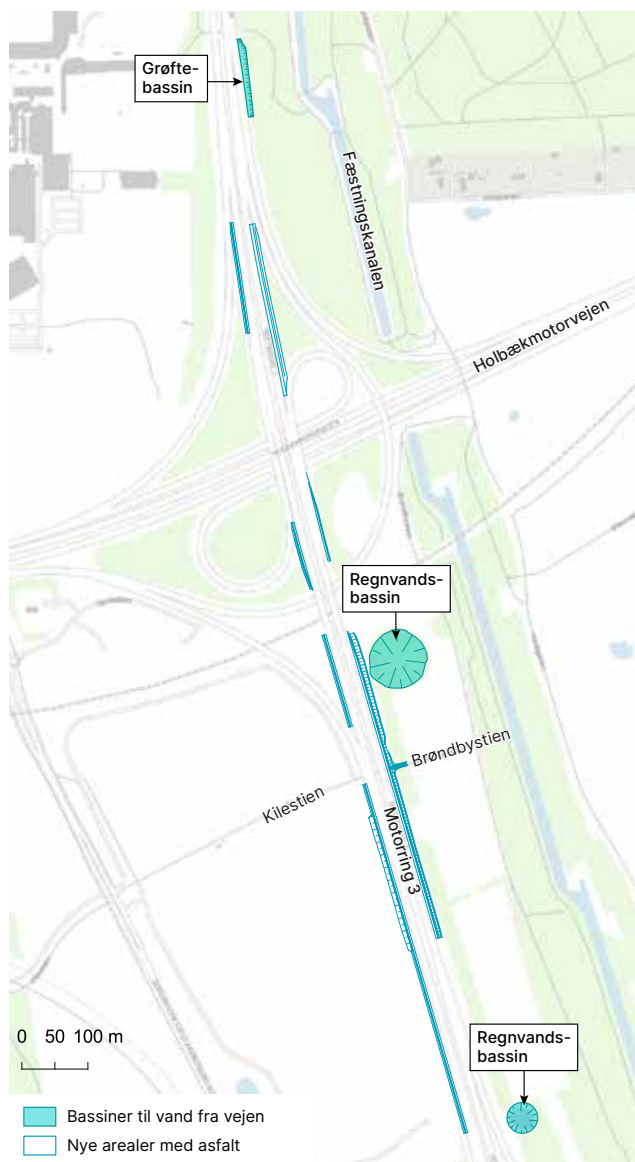 Grøfte-
bassin
Fæstningskanalen
Holbækmotorvejen
Regnvands-
bassin
Brøndbystien
Kilestien
Motorring 3
0 50 100 m
Regnvands-
bassin
Bassiner til vand fra vejen
Nye arealer med asfalt